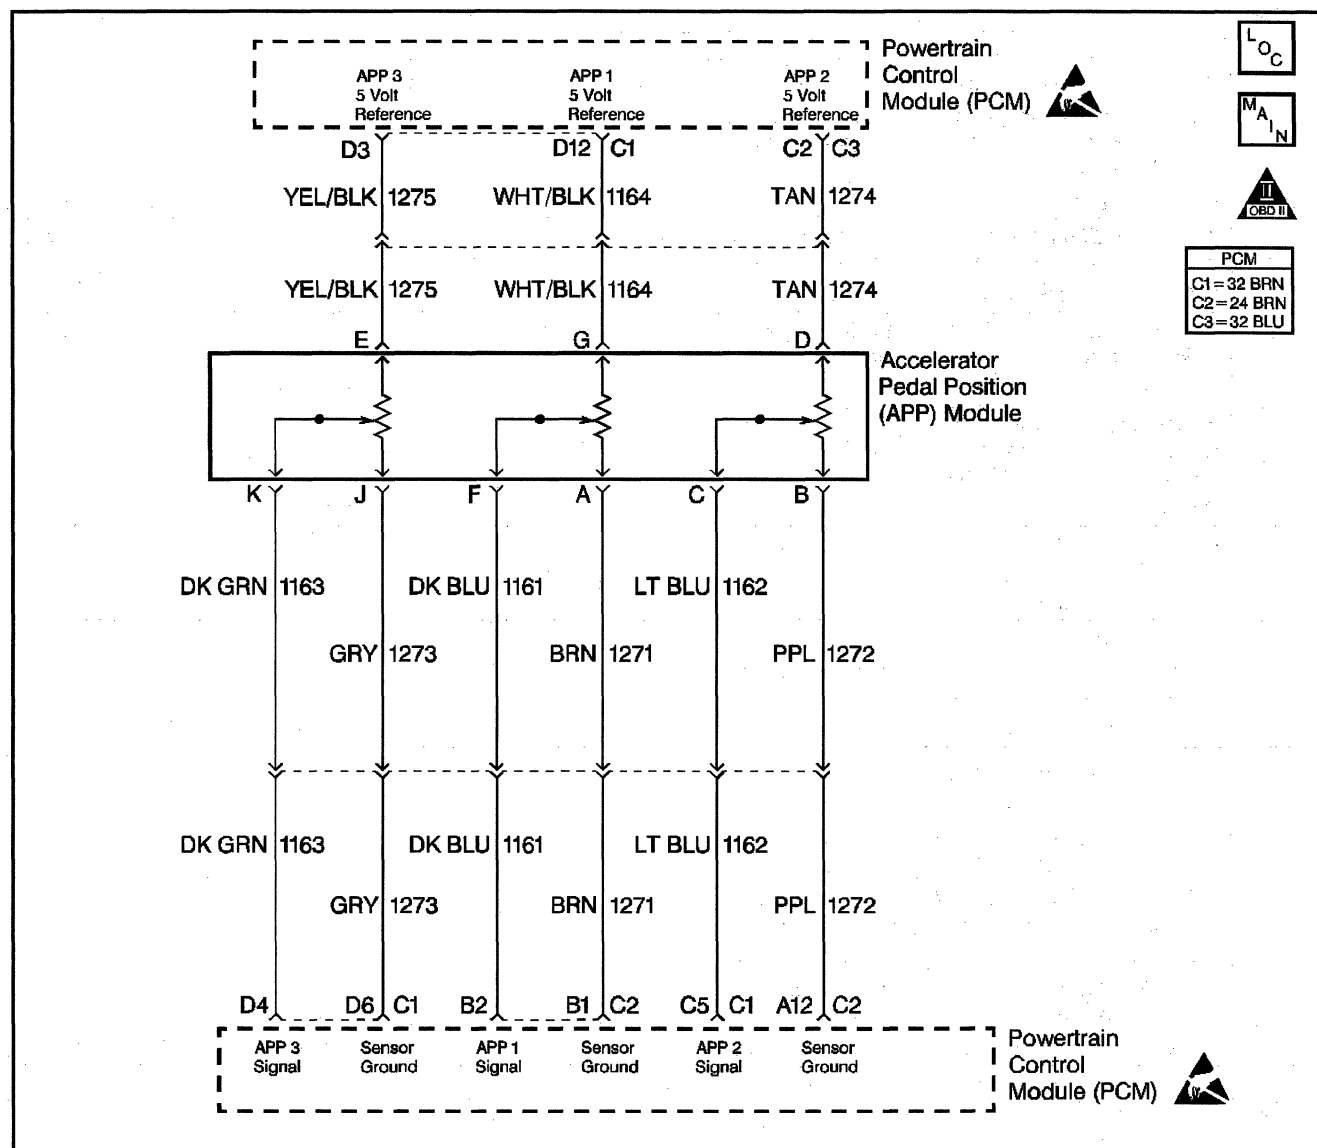 APP 3
5 Volt
Reference
APP 1
5 Volt
Reference
APP 2
5 Volt
Reference
Powertrain
Control
Module (PCM)
LOC
MAIN
II
OBD II
PCM
C1=32 BRN
C2=24 BRN
C3=32 BLU
D3 D12 C1 C2 C3
YEL/BLK 1275 WHT/BLK 1164 TAN 1274
YEL/BLK 1275 WHT/BLK 1164 TAN 1274
E G D
Accelerator
Pedal Position
(APP) Module
K J F A C B
DK GRN 1163 DK BLU 1161 LT BLU 1162
GRY 1273 BRN 1271 PPL 1272
DK GRN 1163 DK BLU 1161 LT BLU 1162
GRY 1273 BRN 1271 PPL 1272
D4 D6 C1 B2 B1 C2 C5 C1 A12 C2
APP 3
Signal
Sensor
Ground
APP 1
Signal
Sensor
Ground
APP 2
Signal
Sensor
Ground
Powertrain
Control
Module (PCM)